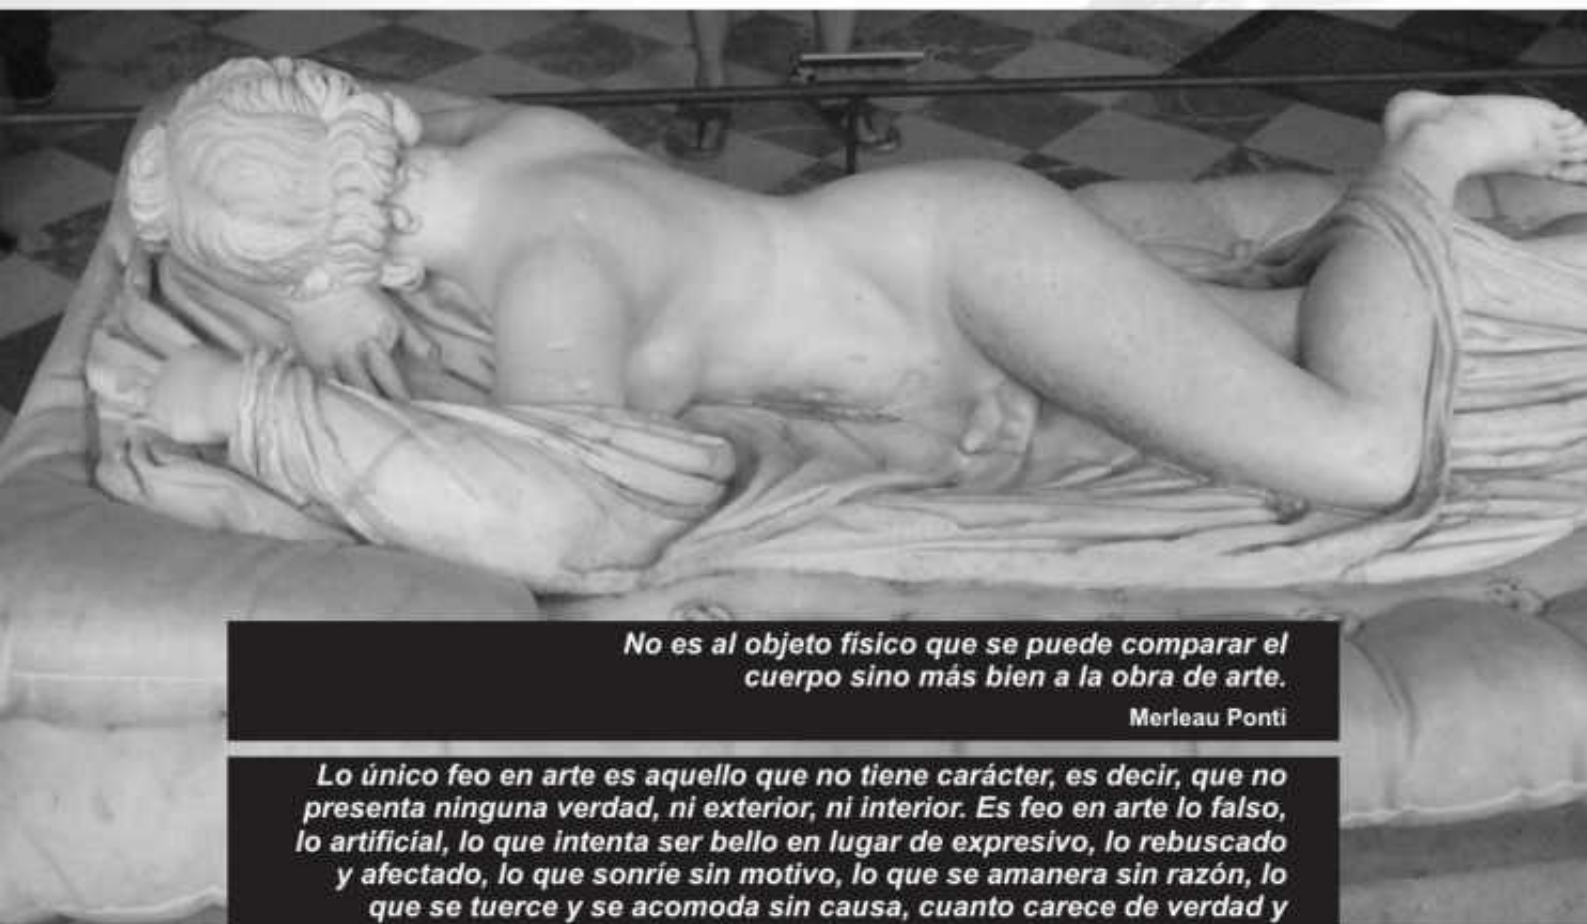 No es al objeto físico que se puede comparar el
cuerpo sino más bien a la obra de arte.
Merleau Ponti
Lo único feo en arte es aquello que no tiene carácter, es decir, que no
presenta ninguna verdad, ni exterior, ni interior. Es feo en arte lo falso,
lo artificial, lo que intenta ser bello en lugar de expresivo, lo rebuscado
y afectado, lo que sonríe sin motivo, lo que se amanera sin razón, lo
que se tuerce y se acomoda sin causa, cuanto carece de verdad y